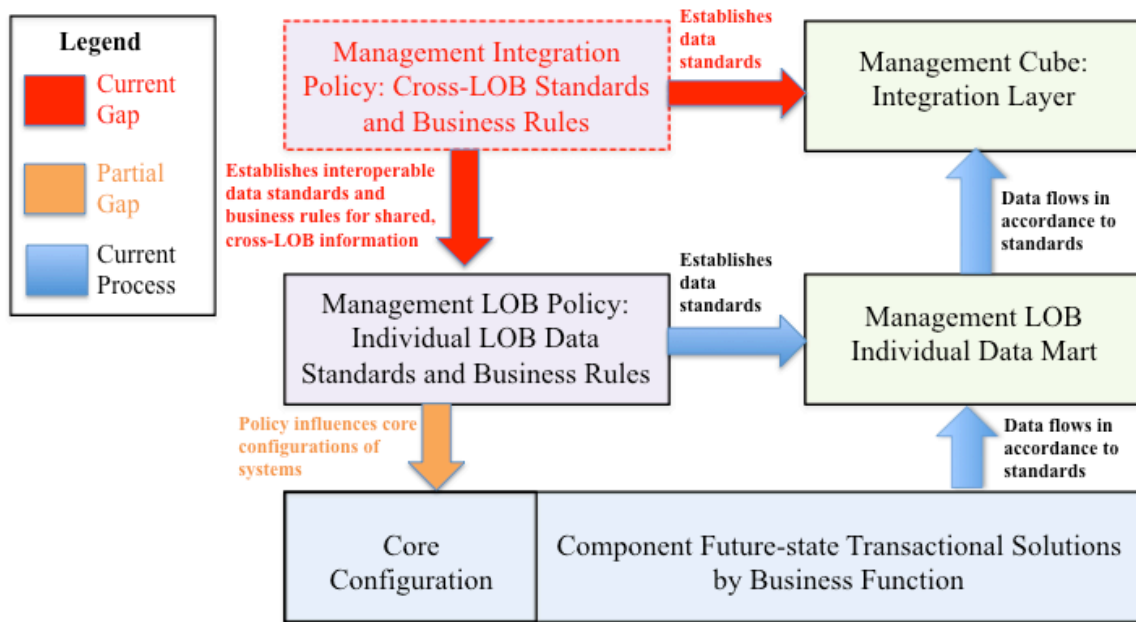 Legend
Current
Gap
Partial
Gap
Current
Process
Management Integration
Policy: Cross-LOB Standards
and Business Rules
Establishes
data
standards
Management Cube:
Integration Layer
Establishes interoperable
data standards and
business rules for shared,
cross-LOB information
Data flows in
accordance to
standards
Management LOB Policy:
Individual LOB Data
Standards and Business Rules
Establishes
data
standards
Management LOB
Individual Data Mart
Policy influences core
configurations of
systems
Data flows in
accordance to
standards
Core
Configuration
Component Future-state Transactional Solutions
by Business Function